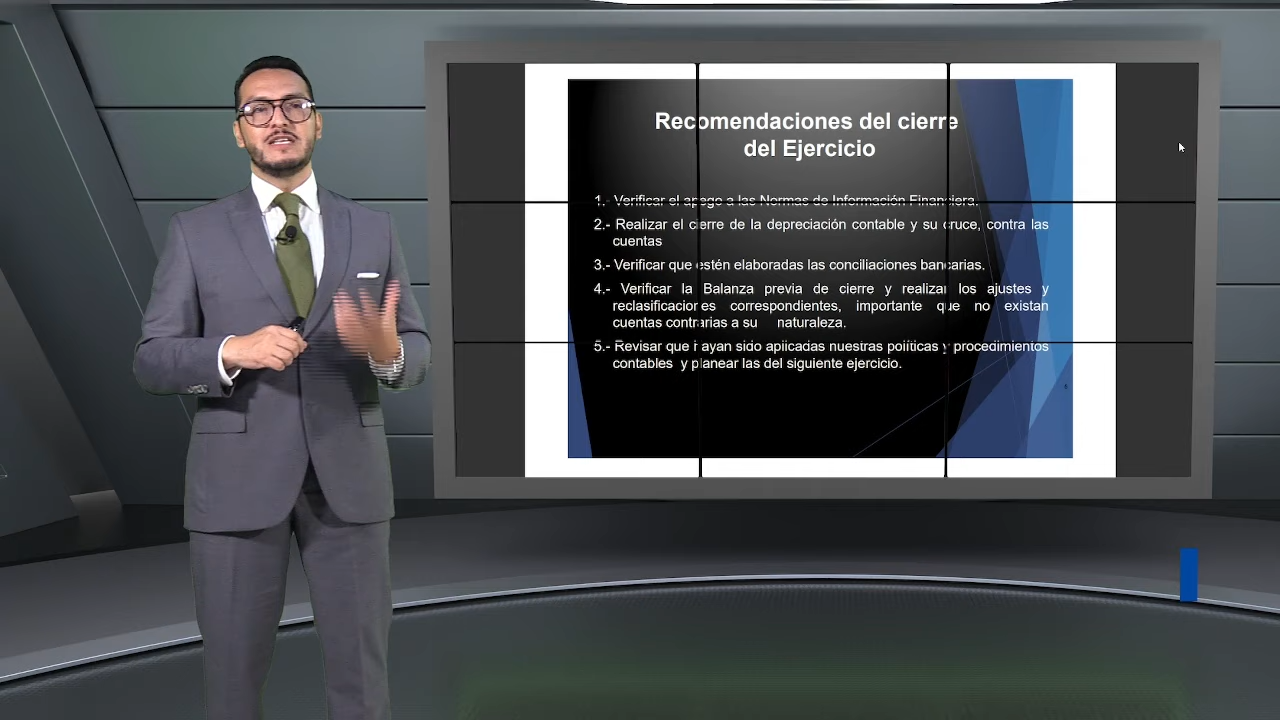 Recomendaciones del cierre
del Ejercicio
1.- Verificar el apego a las Normas de Información Financiera.
2.- Realizar el cierre de la depreciación contable y su cruce, contra las
cuentas
3.- Verificar que estén elaboradas las conciliaciones bancarias.
4.- Verificar la Balanza previa de cierre y realizar los ajustes y
reclasificaciones correspondientes, importante que no existan
cuentas contrarias a su naturaleza.
5.- Revisar que hayan sido aplicadas nuestras políticas y procedimientos
contables y planear las del siguiente ejercicio.